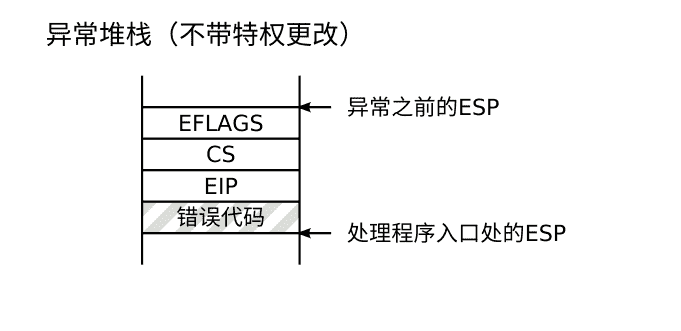 异常堆栈（不带特权更改）
异常之前的ESP
EFLAGS
CS
EIP
错误代码
处理程序入口处的ESP